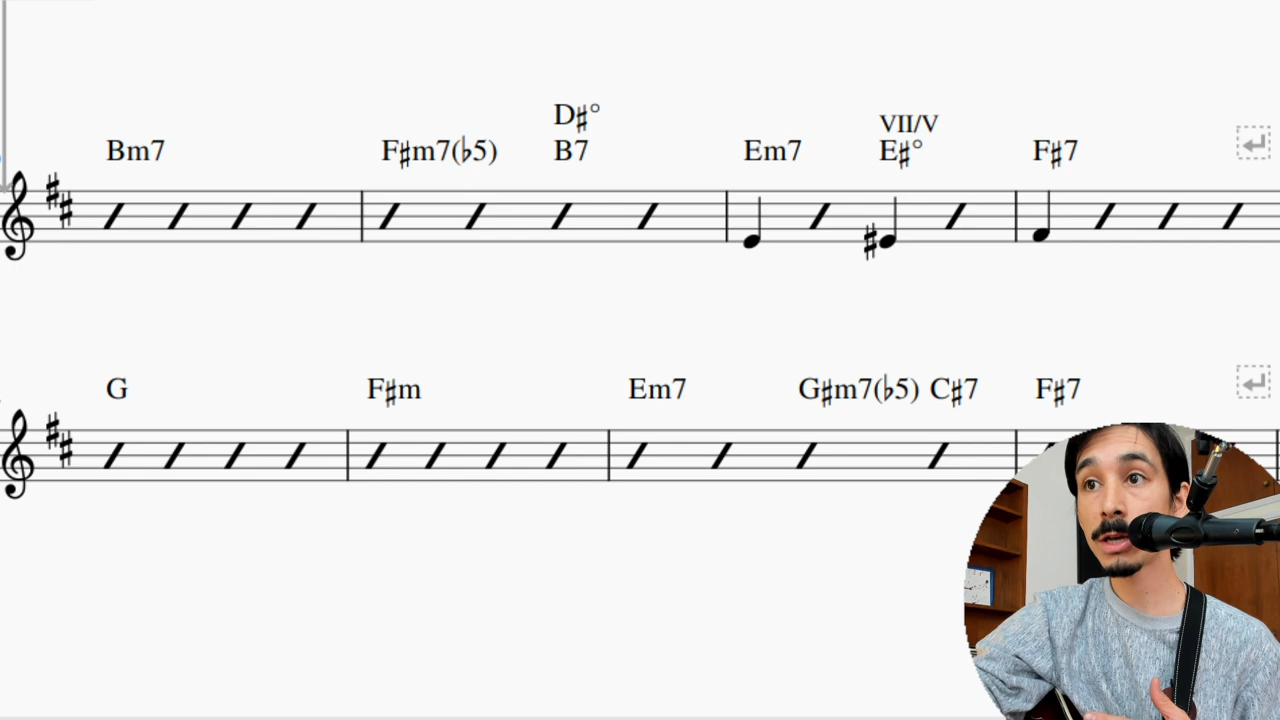 D♯° VII/V
Bm7 F♯m7(♭5) B7 Em7 E♯° F♯7
G F♯m Em7 G♯m7(♭5) C♯7 F♯7